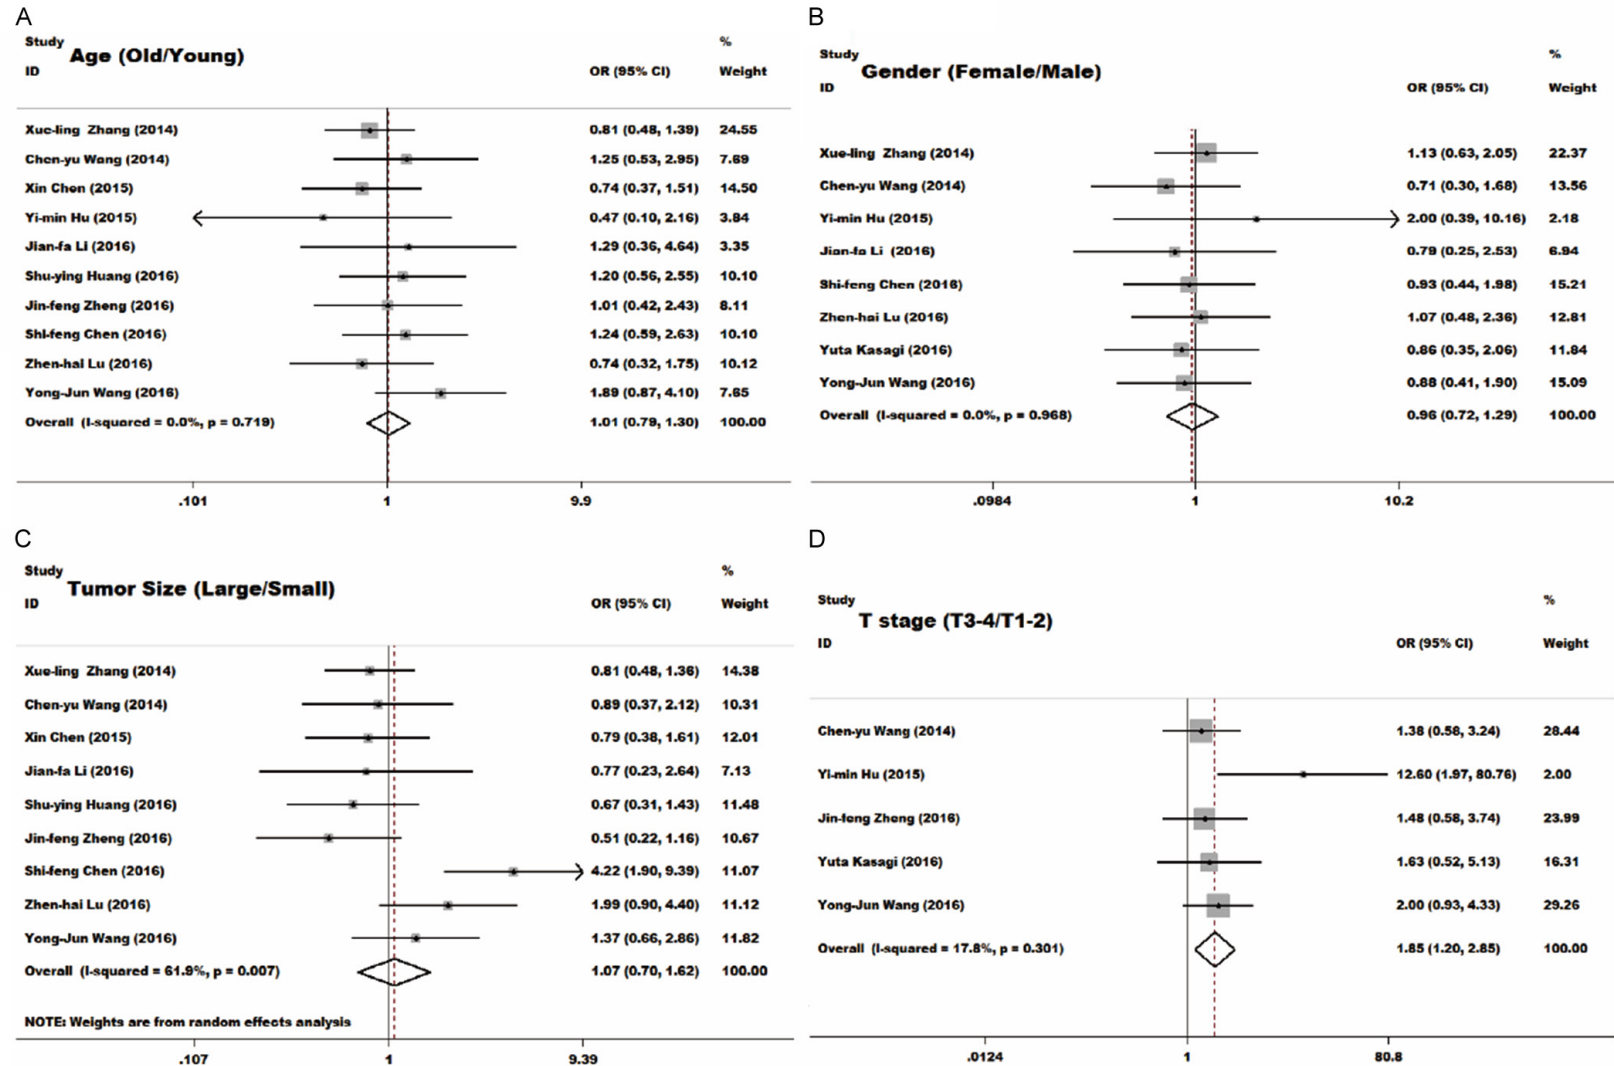 A
Study
Age (Old/Young)
%
ID
OR (95% CI)
Weight
Xue-ling Zhang (2014) 0.81 (0.48, 1.39) 24.55
Chen-yu Wang (2014) 1.25 (0.53, 2.95) 7.69
Xin Chen (2015) 0.74 (0.37, 1.51) 14.50
Yi-min Hu (2015) 0.47 (0.10, 2.16) 3.84
Jian-fa Li (2016) 1.29 (0.36, 4.64) 3.35
Shu-ying Huang (2016) 1.20 (0.56, 2.55) 10.10
Jin-feng Zheng (2016) 1.01 (0.42, 2.43) 8.11
Shi-feng Chen (2016) 1.24 (0.59, 2.63) 10.10
Zhen-hai Lu (2016) 0.74 (0.32, 1.75) 10.12
Yong-Jun Wang (2016) 1.89 (0.87, 4.10) 7.65
Overall (I-squared = 0.0%, p = 0.719) 1.01 (0.79, 1.30) 100.00
.101 1 9.9
B
Study
Gender (Female/Male)
%
ID
OR (95% CI)
Weight
Xue-ling Zhang (2014) 1.13 (0.63, 2.05) 22.37
Chen-yu Wang (2014) 0.71 (0.30, 1.68) 13.56
Yi-min Hu (2015) 2.00 (0.39, 10.16) 2.18
Jian-fa Li (2016) 0.79 (0.25, 2.53) 6.94
Shi-feng Chen (2016) 0.93 (0.44, 1.98) 15.21
Zhen-hai Lu (2016) 1.07 (0.48, 2.36) 12.81
Yuta Kasagi (2016) 0.86 (0.35, 2.06) 11.84
Yong-Jun Wang (2016) 0.88 (0.41, 1.90) 15.09
Overall (I-squared = 0.0%, p = 0.968) 0.96 (0.72, 1.29) 100.00
.0984 1 10.2
C
Study
Tumor Size (Large/Small)
%
ID
OR (95% CI)
Weight
Xue-ling Zhang (2014) 0.81 (0.48, 1.36) 14.38
Chen-yu Wang (2014) 0.89 (0.37, 2.12) 10.31
Xin Chen (2015) 0.79 (0.38, 1.61) 12.01
Jian-fa Li (2016) 0.77 (0.23, 2.64) 7.13
Shu-ying Huang (2016) 0.67 (0.31, 1.43) 11.48
Jin-feng Zheng (2016) 0.51 (0.22, 1.16) 10.67
Shi-feng Chen (2016) 4.22 (1.90, 9.39) 11.07
Zhen-hai Lu (2016) 1.99 (0.90, 4.40) 11.12
Yong-Jun Wang (2016) 1.37 (0.66, 2.86) 11.82
Overall (I-squared = 61.9%, p = 0.007) 1.07 (0.70, 1.62) 100.00
NOTE: Weights are from random effects analysis
.107 1 9.39
D
Study
T stage (T3-4/T1-2)
%
ID
OR (95% CI)
Weight
Chen-yu Wang (2014) 1.38 (0.58, 3.24) 28.44
Yi-min Hu (2015) 12.60 (1.97, 80.76) 2.00
Jin-feng Zheng (2016) 1.48 (0.58, 3.74) 23.99
Yuta Kasagi (2016) 1.63 (0.52, 5.13) 16.31
Yong-Jun Wang (2016) 2.00 (0.93, 4.33) 29.26
Overall (I-squared = 17.8%, p = 0.301) 1.85 (1.20, 2.85) 100.00
.0124 1 80.8